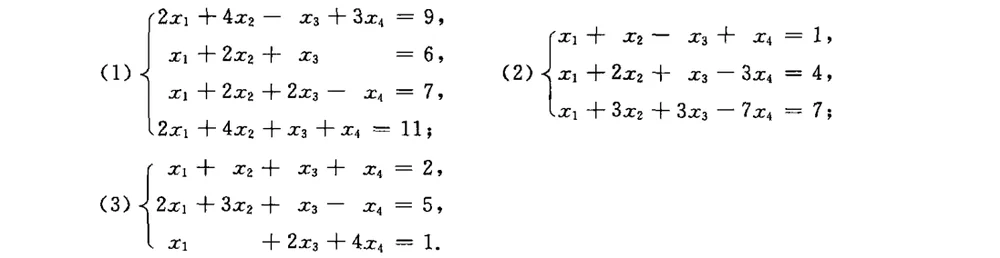 (1) { 2x₁ + 4x₂ − x₃ + 3x₄ = 9,
x₁ + 2x₂ + x₃ = 6,
x₁ + 2x₂ + 2x₃ − x₄ = 7,
2x₁ + 4x₂ + x₃ + x₄ = 11;
(2) { x₁ + x₂ − x₃ + x₄ = 1,
x₁ + 2x₂ + x₃ − 3x₄ = 4,
x₁ + 3x₂ + 3x₃ − 7x₄ = 7;
(3) { x₁ + x₂ + x₃ + x₄ = 2,
2x₁ + 3x₂ + x₃ − x₄ = 5,
x₁ + 2x₃ + 4x₄ = 1.